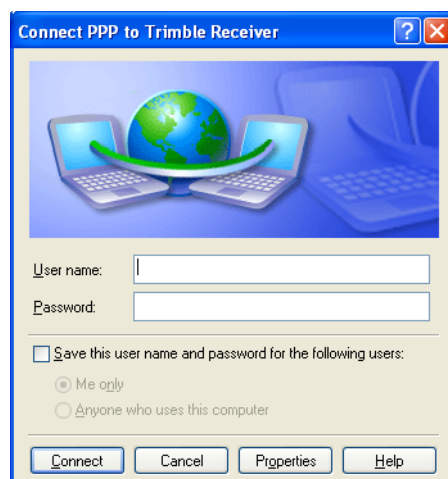 Connect PPP to Trimble Receiver
User name:
Password:
Save this user name and password for the following users:
Me only
Anyone who uses this computer
Connect Cancel Properties Help